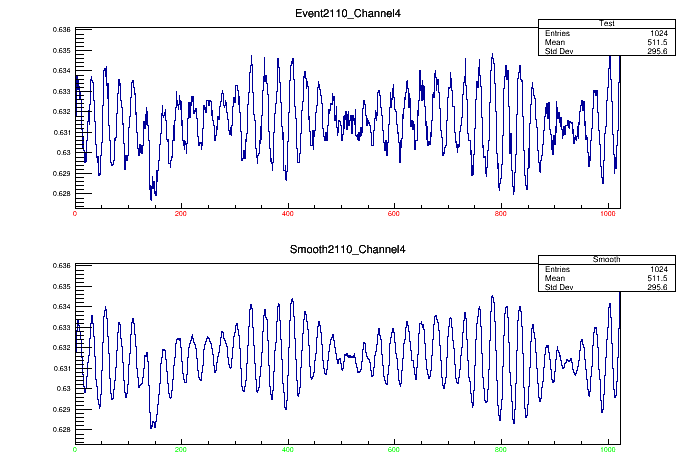 Event2110_Channel4
Test
Entries 1024
Mean 511.5
Std Dev 295.6
0.636
0.635
0.634
0.633
0.632
0.631
0.63
0.629
0.628
0 200 400 600 800 1000
Smooth2110_Channel4
Smooth
Entries 1024
Mean 511.5
Std Dev 295.6
0.636
0.635
0.634
0.633
0.632
0.631
0.63
0.629
0.628
0 200 400 600 800 1000